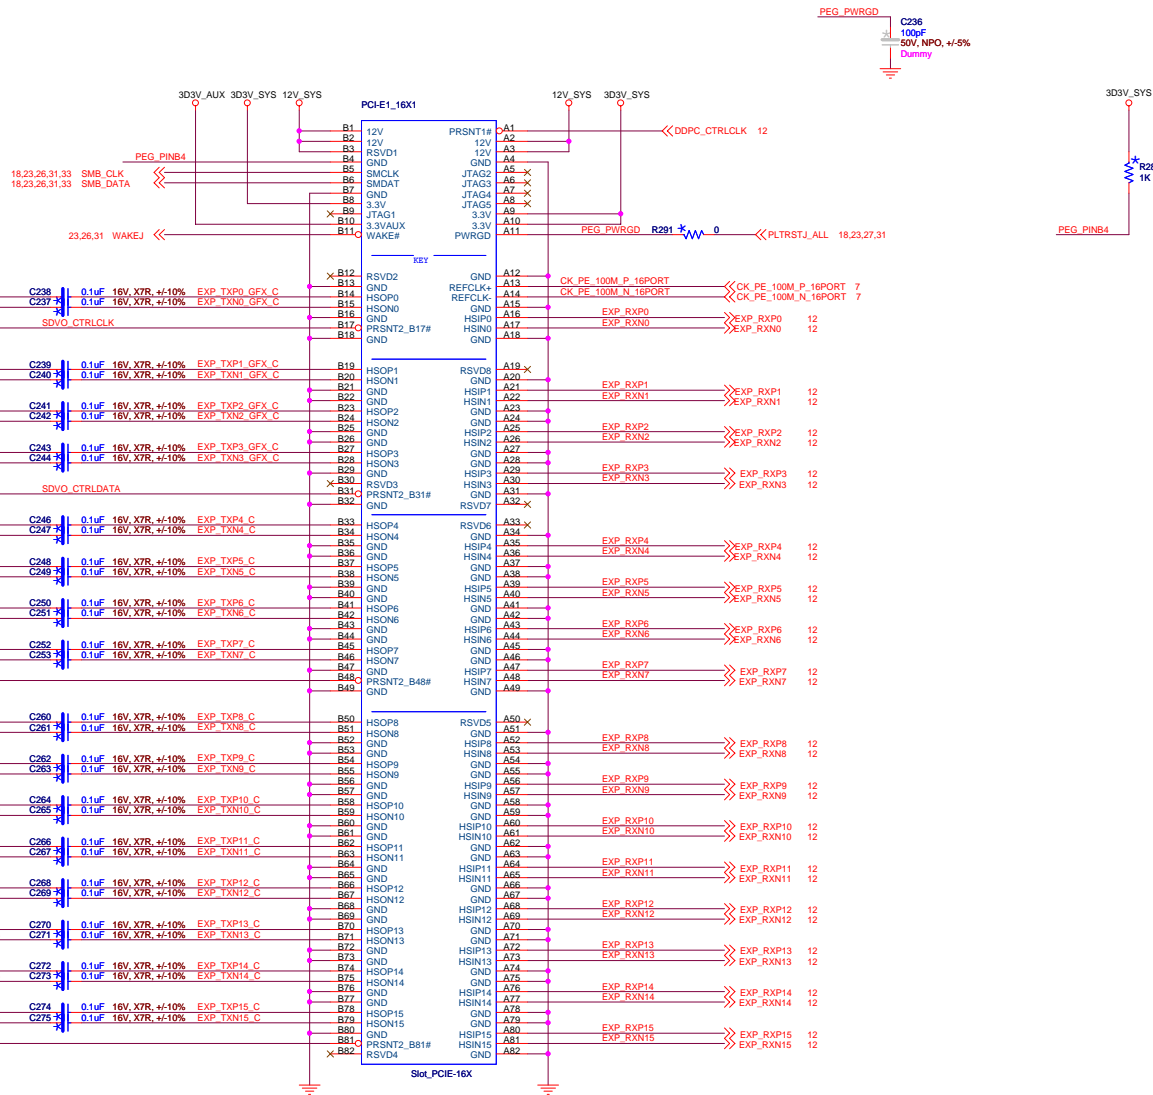 PEG_PWRGD
C236
100pF
50V, NPO, +/-5%
Dummy
3D3V_AUX 3D3V_SYS 12V_SYS 12V_SYS 3D3V_SYS 3D3V_SYS
PCI-E1_16X1
B1 12V PRSNT1# A1 DDPC_CTRLCLK 12
B2 12V 12V A2
B3 RSVD1 12V A3
PEG_PINB4 B4 GND GND A4
18,23,26,31,33 SMB_CLK B5 SMCLK JTAG2 A5
18,23,26,31,33 SMB_DATA B6 SMDAT JTAG3 A6
B7 GND JTAG4 A7
B8 3.3V JTAG5 A8
B9 JTAG1 3.3V A9
B10 3.3VAUX 3.3V A10
23,26,31 WAKEJ B11 WAKE# PWRGD A11 PEG_PWRGD R291 0 PLTRSTJ_ALL 18,23,27,31
1K
PEG_PINB4
KEY
B12 RSVD2 GND A12
B13 GND REFCLK+ A13 CK_PE_100M_P_16PORT CK_PE_100M_P_16PORT 7
C238 0.1uF 16V, X7R, +/-10% EXP_TXP0_GFX_C B14 HSOP0 REFCLK- A14 CK_PE_100M_N_16PORT CK_PE_100M_N_16PORT 7
C237 0.1uF 16V, X7R, +/-10% EXP_TXN0_GFX_C B15 HSON0 GND A15
B16 GND HSIP0 A16 EXP_RXP0 EXP_RXP0 12
SDVO_CTRLCLK B17 PRSNT2_B17# HSIN0 A17 EXP_RXN0 EXP_RXN0 12
B18 GND GND A18
C239 0.1uF 16V, X7R, +/-10% EXP_TXP1_GFX_C B19 HSOP1 RSVD8 A19
C240 0.1uF 16V, X7R, +/-10% EXP_TXN1_GFX_C B20 HSON1 GND A20
B21 GND HSIP1 A21 EXP_RXP1 EXP_RXP1 12
B22 GND HSIN1 A22 EXP_RXN1 EXP_RXN1 12
C241 0.1uF 16V, X7R, +/-10% EXP_TXP2_GFX_C B23 HSOP2 GND A23
C242 0.1uF 16V, X7R, +/-10% EXP_TXN2_GFX_C B24 HSON2 GND A24
B25 GND HSIP2 A25 EXP_RXP2 EXP_RXP2 12
B26 GND HSIN2 A26 EXP_RXN2 EXP_RXN2 12
C243 0.1uF 16V, X7R, +/-10% EXP_TXP3_GFX_C B27 HSOP3 GND A27
C244 0.1uF 16V, X7R, +/-10% EXP_TXN3_GFX_C B28 HSON3 GND A28
B29 GND HSIP3 A29 EXP_RXP3 EXP_RXP3 12
B30 RSVD3 HSIN3 A30 EXP_RXN3 EXP_RXN3 12
SDVO_CTRLDATA B31 PRSNT2_B31# GND A31
B32 GND RSVD7 A32
C246 0.1uF 16V, X7R, +/-10% EXP_TXP4_C B33 HSOP4 RSVD6 A33
C247 0.1uF 16V, X7R, +/-10% EXP_TXN4_C B34 HSON4 GND A34
B35 GND HSIP4 A35 EXP_RXP4 EXP_RXP4 12
B36 GND HSIN4 A36 EXP_RXN4 EXP_RXN4 12
C248 0.1uF 16V, X7R, +/-10% EXP_TXP5_C B37 HSOP5 GND A37
C249 0.1uF 16V, X7R, +/-10% EXP_TXN5_C B38 HSON5 GND A38
B39 GND HSIP5 A39 EXP_RXP5 EXP_RXP5 12
B40 GND HSIN5 A40 EXP_RXN5 EXP_RXN5 12
C250 0.1uF 16V, X7R, +/-10% EXP_TXP6_C B41 HSOP6 GND A41
C251 0.1uF 16V, X7R, +/-10% EXP_TXN6_C B42 HSON6 GND A42
B43 GND HSIP6 A43 EXP_RXP6 EXP_RXP6 12
B44 GND HSIN6 A44 EXP_RXN6 EXP_RXN6 12
C252 0.1uF 16V, X7R, +/-10% EXP_TXP7_C B45 HSOP7 GND A45
C253 0.1uF 16V, X7R, +/-10% EXP_TXN7_C B46 HSON7 GND A46
B47 GND HSIP7 A47 EXP_RXP7 EXP_RXP7 12
B48 PRSNT2_B48# HSIN7 A48 EXP_RXN7 EXP_RXN7 12
B49 GND GND A49
C260 0.1uF 16V, X7R, +/-10% EXP_TXP8_C B50 HSOP8 RSVD5 A50
C261 0.1uF 16V, X7R, +/-10% EXP_TXN8_C B51 HSON8 GND A51
B52 GND HSIP8 A52 EXP_RXP8 EXP_RXP8 12
B53 GND HSIN8 A53 EXP_RXN8 EXP_RXN8 12
C262 0.1uF 16V, X7R, +/-10% EXP_TXP9_C B54 HSOP9 GND A54
C263 0.1uF 16V, X7R, +/-10% EXP_TXN9_C B55 HSON9 GND A55
B56 GND HSIP9 A56 EXP_RXP9 EXP_RXP9 12
B57 GND HSIN9 A57 EXP_RXN9 EXP_RXN9 12
C264 0.1uF 16V, X7R, +/-10% EXP_TXP10_C B58 HSOP10 GND A58
C265 0.1uF 16V, X7R, +/-10% EXP_TXN10_C B59 HSON10 GND A59
B60 GND HSIP10 A60 EXP_RXP10 EXP_RXP10 12
B61 GND HSIN10 A61 EXP_RXN10 EXP_RXN10 12
C266 0.1uF 16V, X7R, +/-10% EXP_TXP11_C B62 HSOP11 GND A62
C267 0.1uF 16V, X7R, +/-10% EXP_TXN11_C B63 HSON11 GND A63
B64 GND HSIP11 A64 EXP_RXP11 EXP_RXP11 12
B65 GND HSIN11 A65 EXP_RXN11 EXP_RXN11 12
C268 0.1uF 16V, X7R, +/-10% EXP_TXP12_C B66 HSOP12 GND A66
C269 0.1uF 16V, X7R, +/-10% EXP_TXN12_C B67 HSON12 GND A67
B68 GND HSIP12 A68 EXP_RXP12 EXP_RXP12 12
B69 GND HSIN12 A69 EXP_RXN12 EXP_RXN12 12
C270 0.1uF 16V, X7R, +/-10% EXP_TXP13_C B70 HSOP13 GND A70
C271 0.1uF 16V, X7R, +/-10% EXP_TXN13_C B71 HSON13 GND A71
B72 GND HSIP13 A72 EXP_RXP13 EXP_RXP13 12
B73 GND HSIN13 A73 EXP_RXN13 EXP_RXN13 12
C272 0.1uF 16V, X7R, +/-10% EXP_TXP14_C B74 HSOP14 GND A74
C273 0.1uF 16V, X7R, +/-10% EXP_TXN14_C B75 HSON14 GND A75
B76 GND HSIP14 A76 EXP_RXP14 EXP_RXP14 12
B77 GND HSIN14 A77 EXP_RXN14 EXP_RXN14 12
C274 0.1uF 16V, X7R, +/-10% EXP_TXP15_C B78 HSOP15 GND A78
C275 0.1uF 16V, X7R, +/-10% EXP_TXN15_C B79 HSON15 GND A79
B80 GND HSIP15 A80 EXP_RXP15 EXP_RXP15 12
B81 PRSNT2_B81# HSIN15 A81 EXP_RXN15 EXP_RXN15 12
B82 RSVD4 GND A82
Slot_PCIE-16X